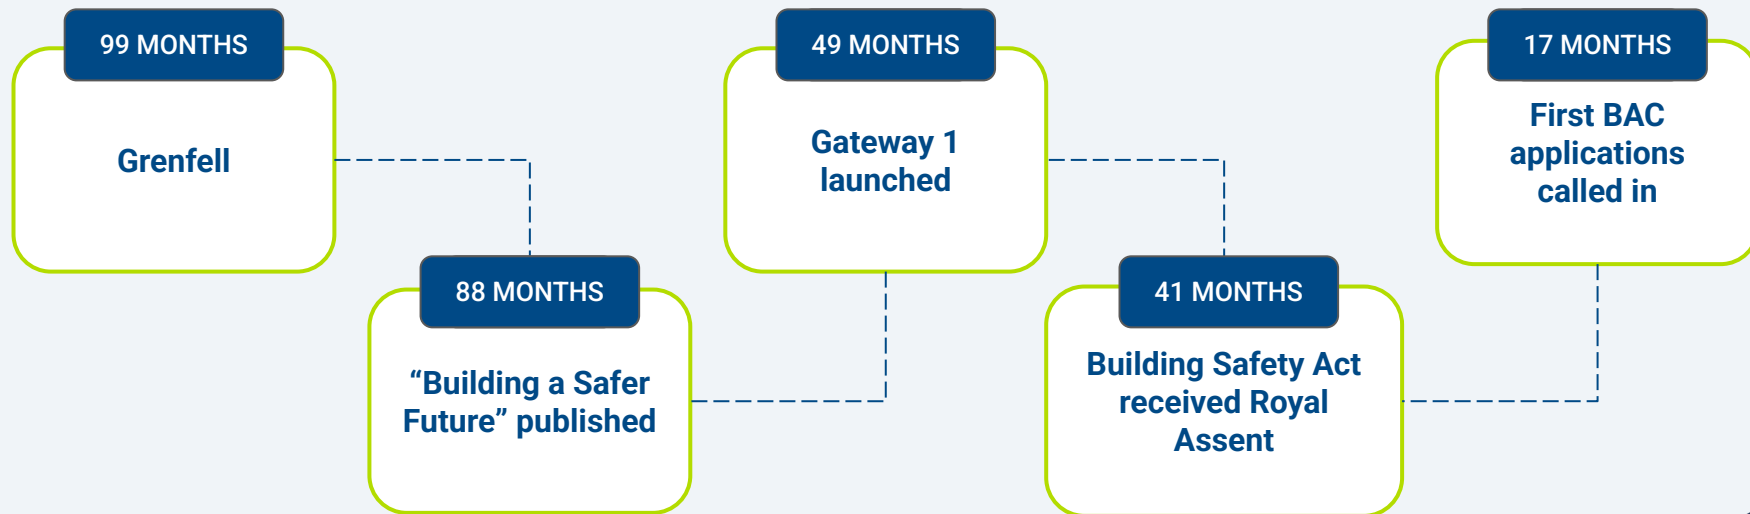 99 MONTHS
Grenfell
88 MONTHS
“Building a Safer
Future” published
49 MONTHS
Gateway 1
launched
41 MONTHS
Building Safety Act
received Royal
Assent
17 MONTHS
First BAC
applications
called in